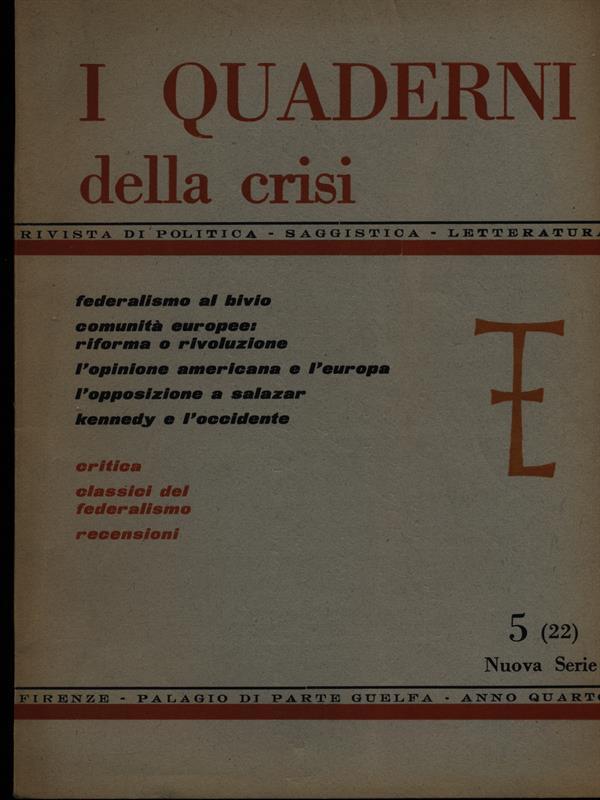 I QUADERNI
della crisi
RIVISTA DI POLITICA - SAGGISTICA - LETTERATURA
federalismo al bivio
comunità europee:
riforma o rivoluzione
l'opinione americana e l'europa
l'opposizione a salazar
kennedy e l'occidente
critica
classici del
federalismo
recensioni
5 (22)
Nuova Serie
FIRENZE - PALAGIO DI PARTE GUELFA - ANNO QUARTO